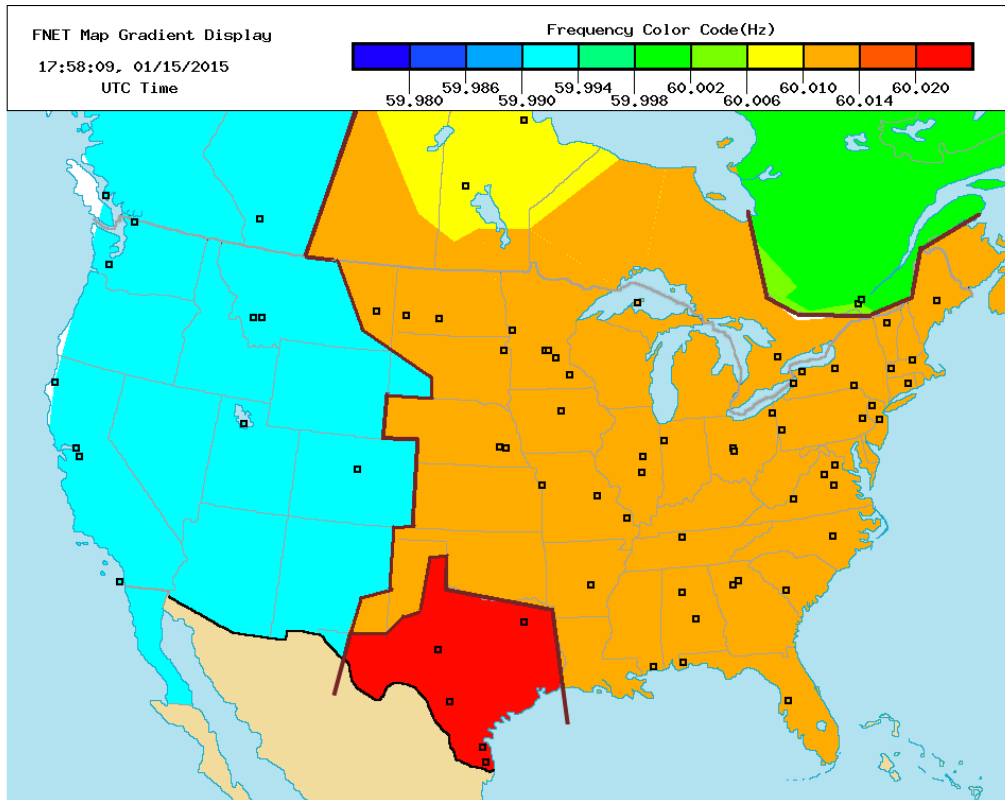 FNET Map Gradient Display
17:58:09, 01/15/2015
UTC Time
Frequency Color Code(Hz)
59.980 59.986 59.990 59.994 59.998 60.002 60.006 60.010 60.014 60.020